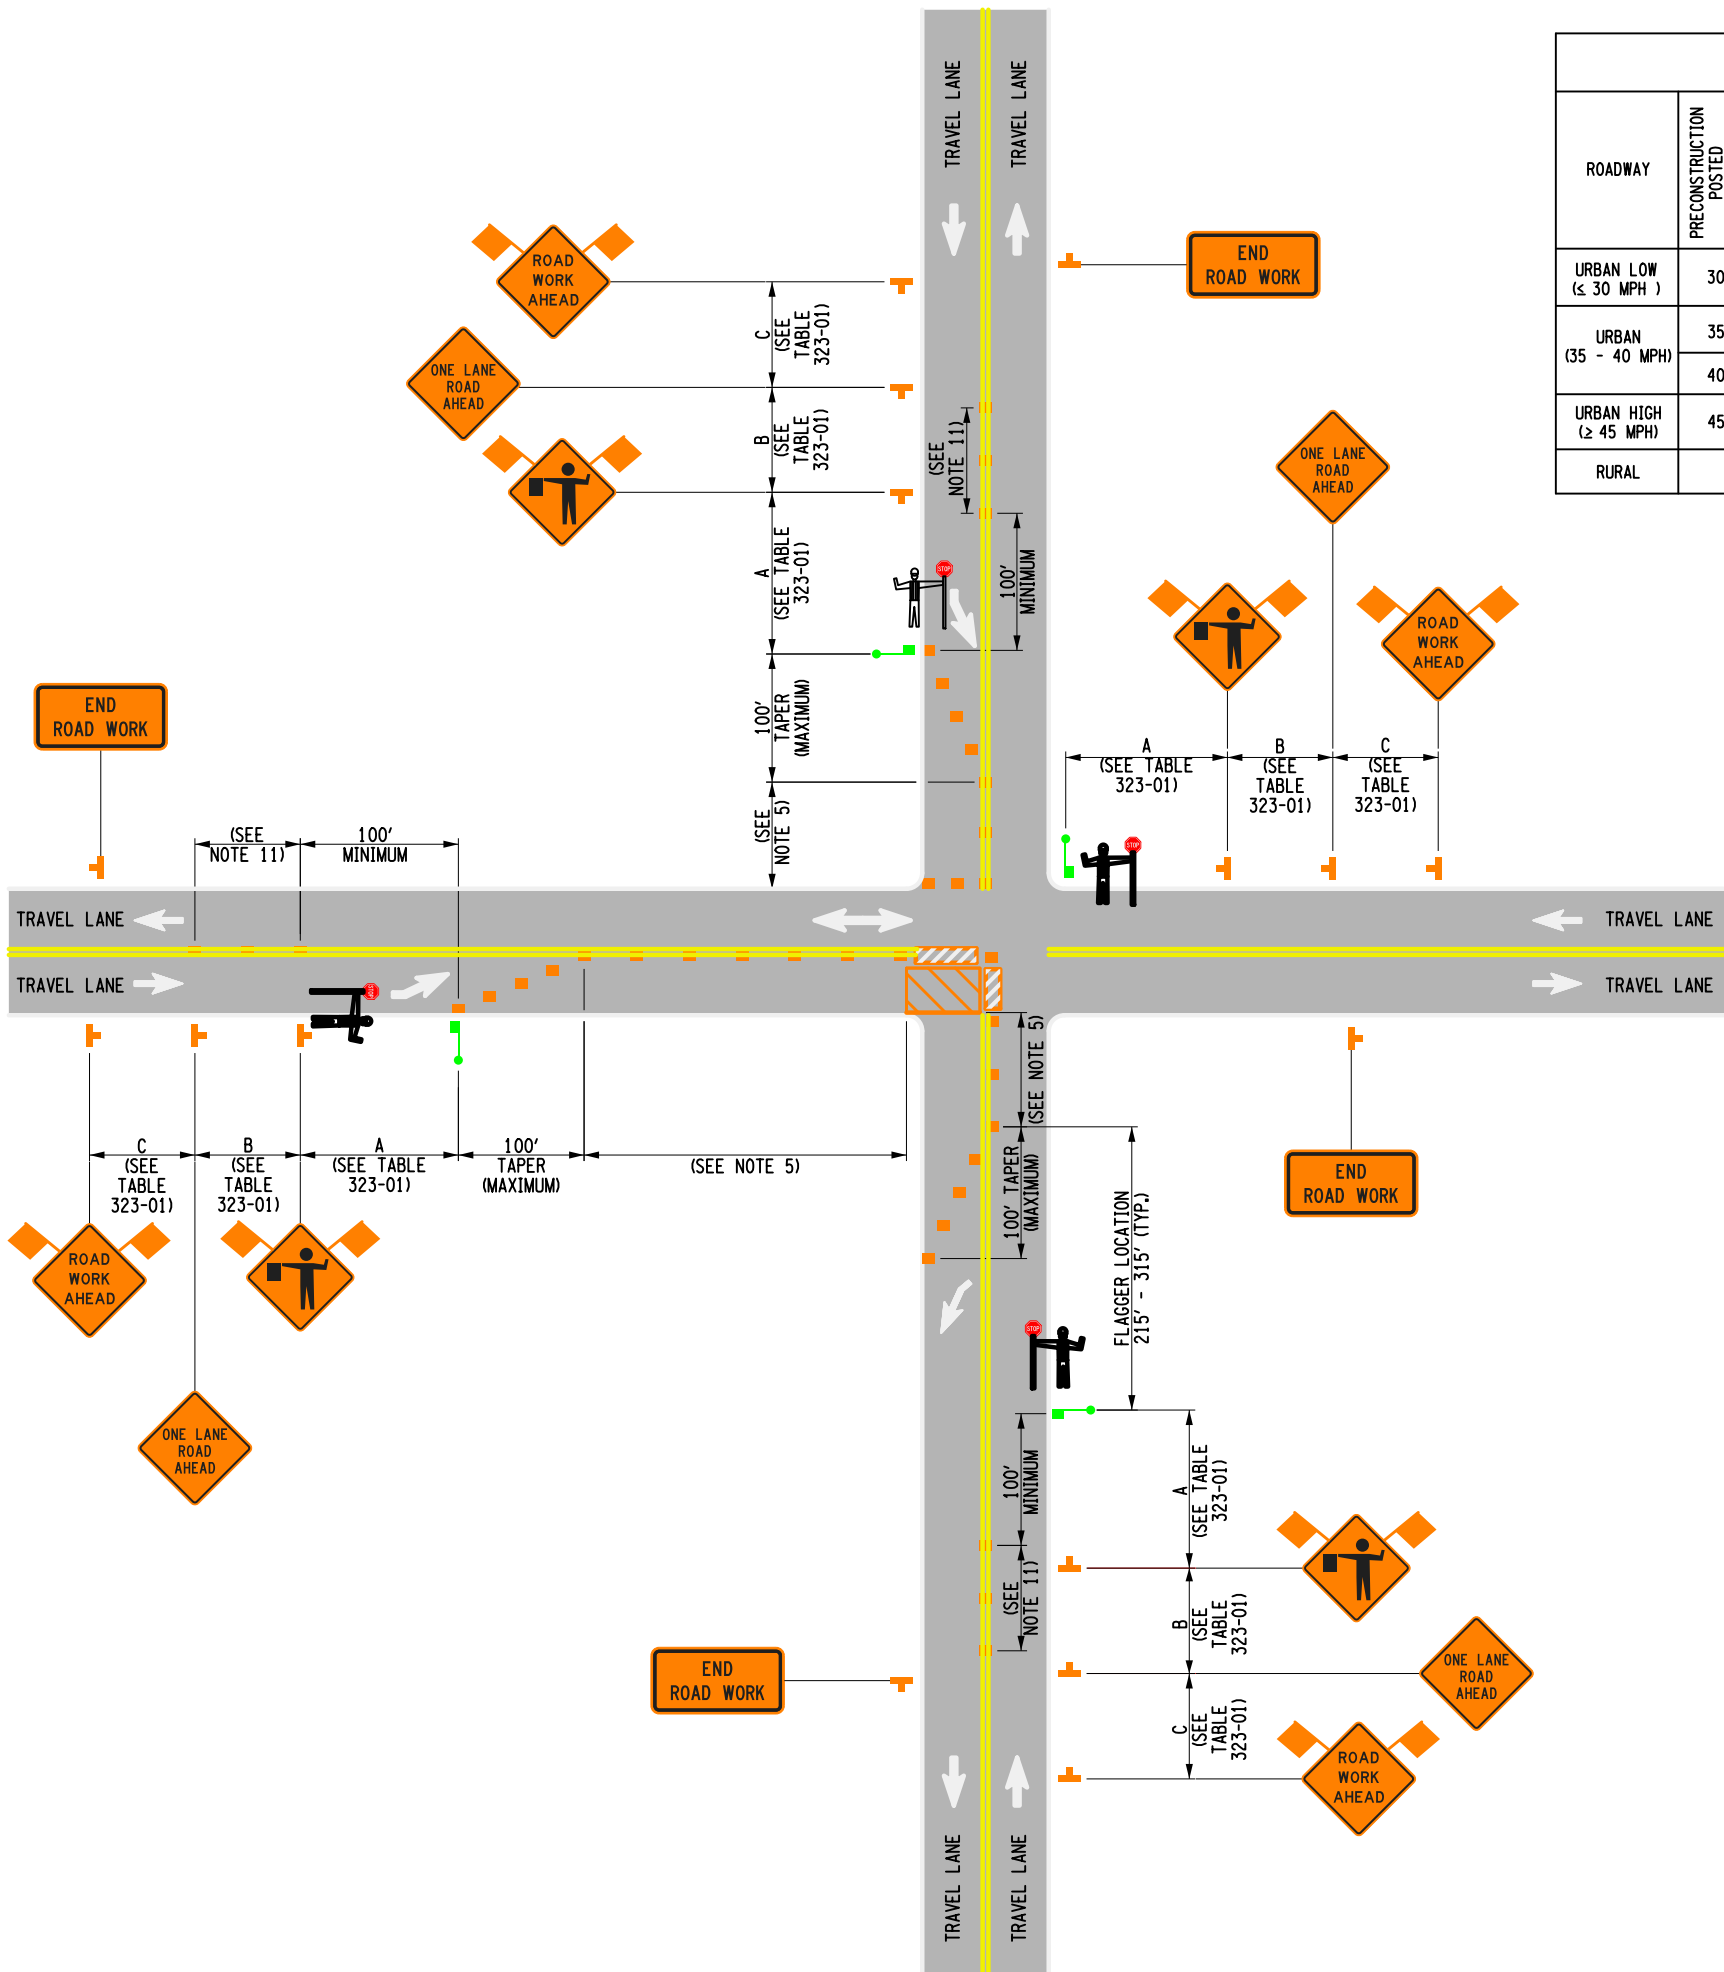 TRAVEL LANE
TRAVEL LANE
ROADWAY
PRECONSTRUCTION
POSTED
URBAN LOW
(≤ 30 MPH )
30
URBAN
(35 - 40 MPH)
35
40
URBAN HIGH
(≥ 45 MPH)
45
RURAL
ROAD
WORK
AHEAD
END
ROAD WORK
C
(SEE
TABLE
323-01)
ONE LANE
ROAD
AHEAD
B
(SEE
TABLE
323-01)
(SEE
NOTE 11)
A
(SEE TABLE
323-01)
STOP
100'
MINIMUM
100'
TAPER
(MAXIMUM)
(SEE
NOTE 5)
ONE LANE
ROAD
AHEAD
ROAD
WORK
AHEAD
A
(SEE TABLE
323-01)
B
(SEE
TABLE
323-01)
C
(SEE
TABLE
323-01)
STOP
END
ROAD WORK
(SEE
NOTE 11)
100'
MINIMUM
TRAVEL LANE
TRAVEL LANE
TRAVEL LANE
TRAVEL LANE
STOP
C
(SEE
TABLE
323-01)
B
(SEE
TABLE
323-01)
A
(SEE TABLE
323-01)
100'
TAPER
(MAXIMUM)
(SEE NOTE 5)
ROAD
WORK
AHEAD
ONE LANE
ROAD
AHEAD
(SEE NOTE 5)
100' TAPER
(MAXIMUM)
FLAGGER LOCATION
215' - 315' (TYP.)
END
ROAD WORK
STOP
100'
MINIMUM
(SEE
NOTE 11)
A
(SEE TABLE
323-01)
B
(SEE
TABLE
323-01)
C
(SEE
TABLE
323-01)
ONE LANE
ROAD
AHEAD
ROAD
WORK
AHEAD
END
ROAD WORK
TRAVEL LANE
TRAVEL LANE